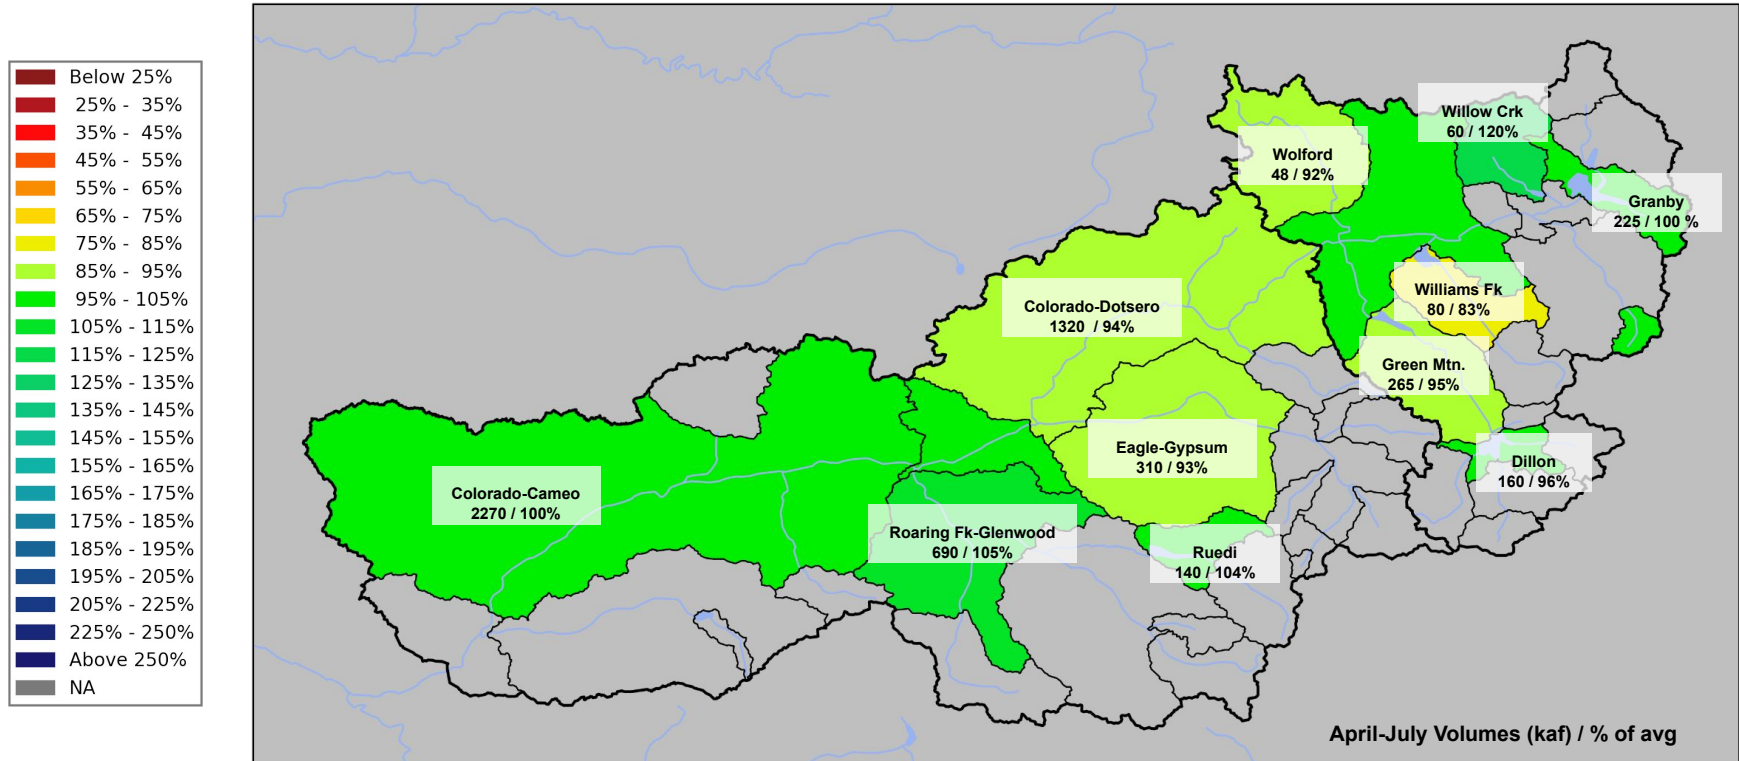 Below 25%
25% - 35%
35% - 45%
45% - 55%
55% - 65%
65% - 75%
75% - 85%
85% - 95%
95% - 105%
105% - 115%
115% - 125%
125% - 135%
135% - 145%
145% - 155%
155% - 165%
165% - 175%
175% - 185%
185% - 195%
195% - 205%
205% - 225%
225% - 250%
Above 250%
NA
Willow Crk
60 / 120%
Wolford
48 / 92%
Granby
225 / 100 %
Williams Fk
80 / 83%
Colorado-Dotsero
1320 / 94%
Green Mtn.
265 / 95%
Eagle-Gypsum
310 / 93%
Dillon
160 / 96%
Colorado-Cameo
2270 / 100%
Roaring Fk-Glenwood
690 / 105%
Ruedi
140 / 104%
April-July Volumes (kaf) / % of avg